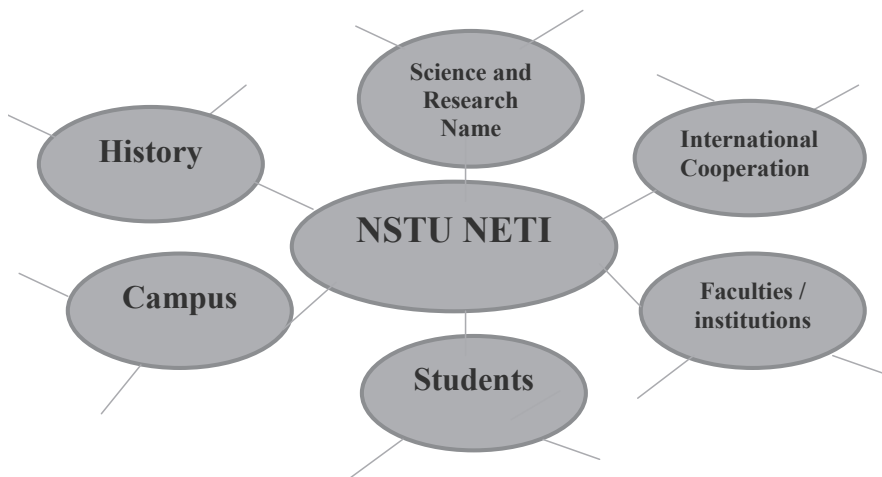 Science and
Research
Name
History
International
Cooperation
NSTU NETI
Campus
Faculties /
institutions
Students